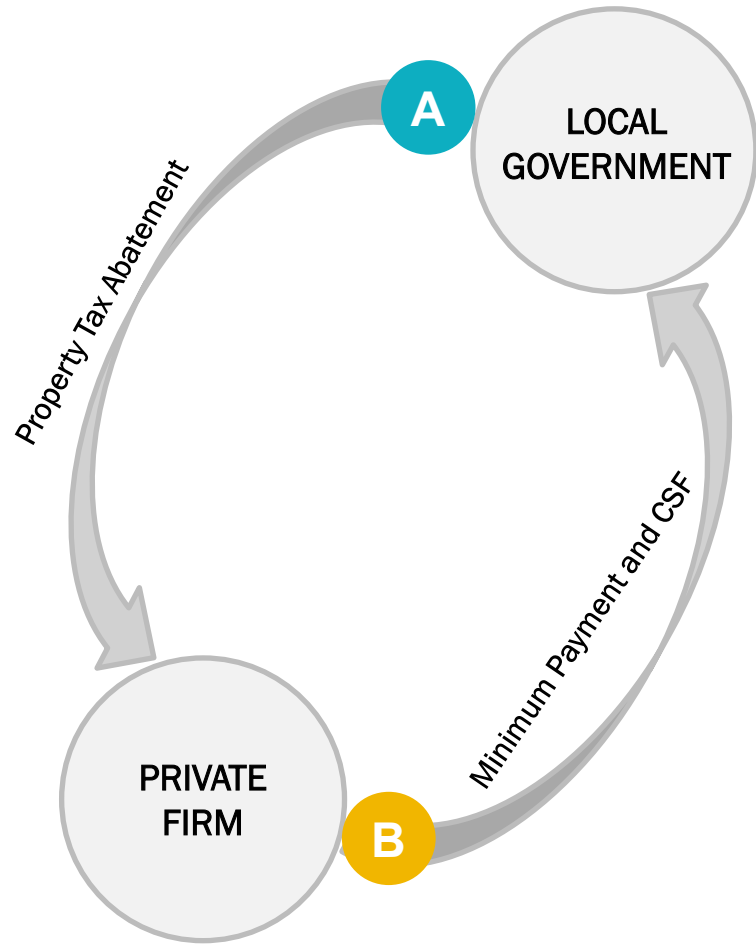 A
LOCAL
GOVERNMENT
Property Tax Abatement
Minimum Payment and CSF
PRIVATE
FIRM
B